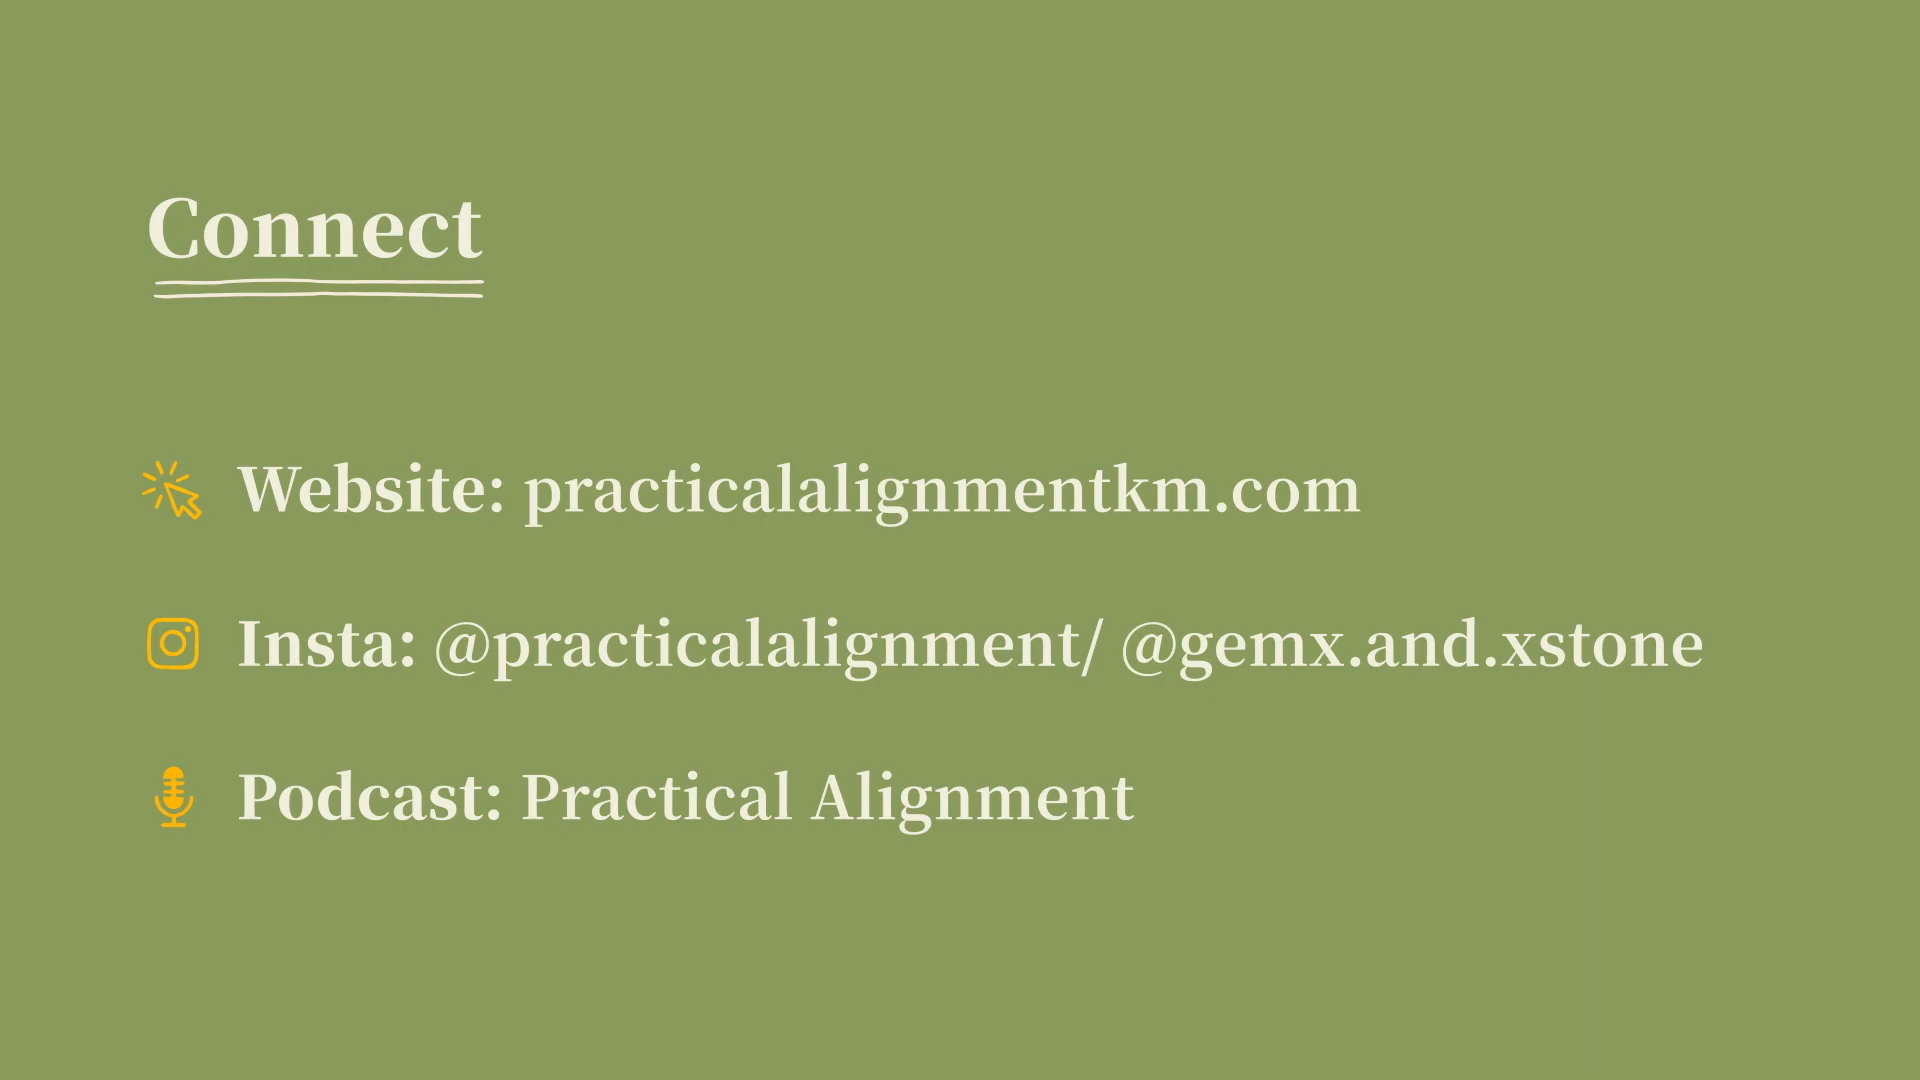 Connect
Website: practicalalignmentkm.com
Insta: @practicalalignment/ @gemx.and.xstone
Podcast: Practical Alignment